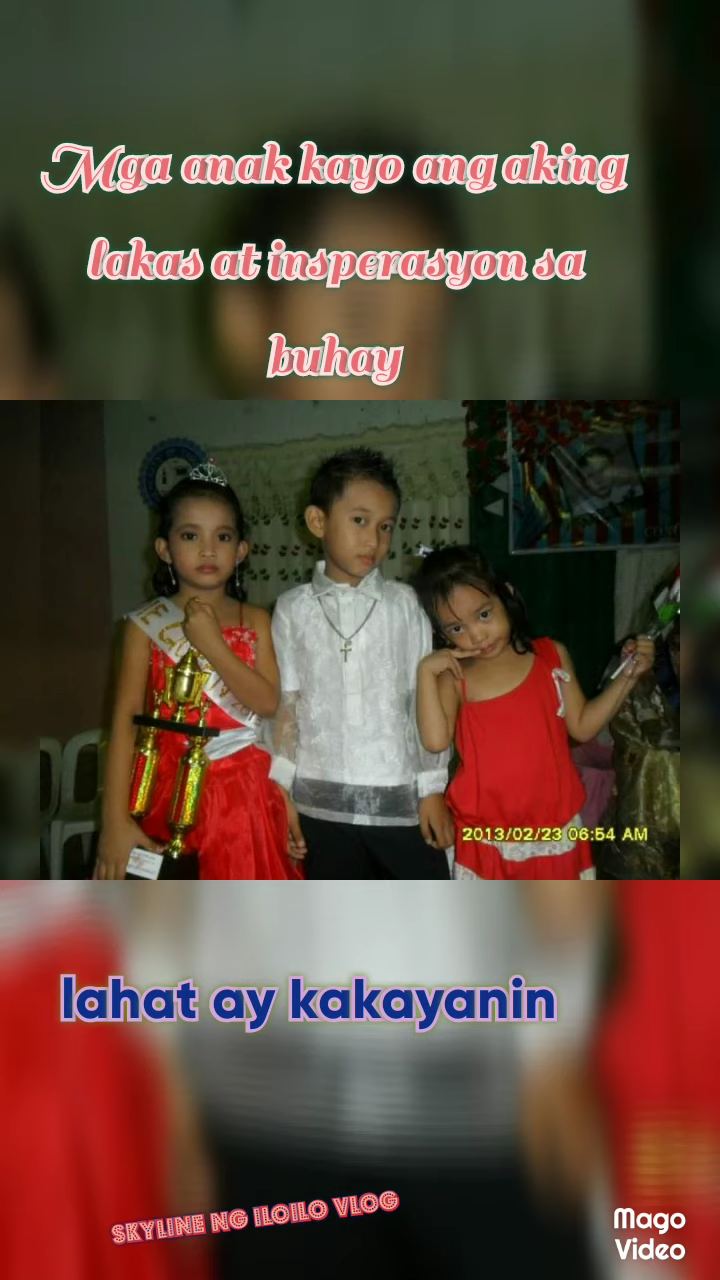 Mga anak kayo ang aking
lakas at insperasyon sa
buhay
2013/02/23 06:54 AM
lahat ay kakayanin
SKYLINE NG ILOILO VLOG
Mago
Video